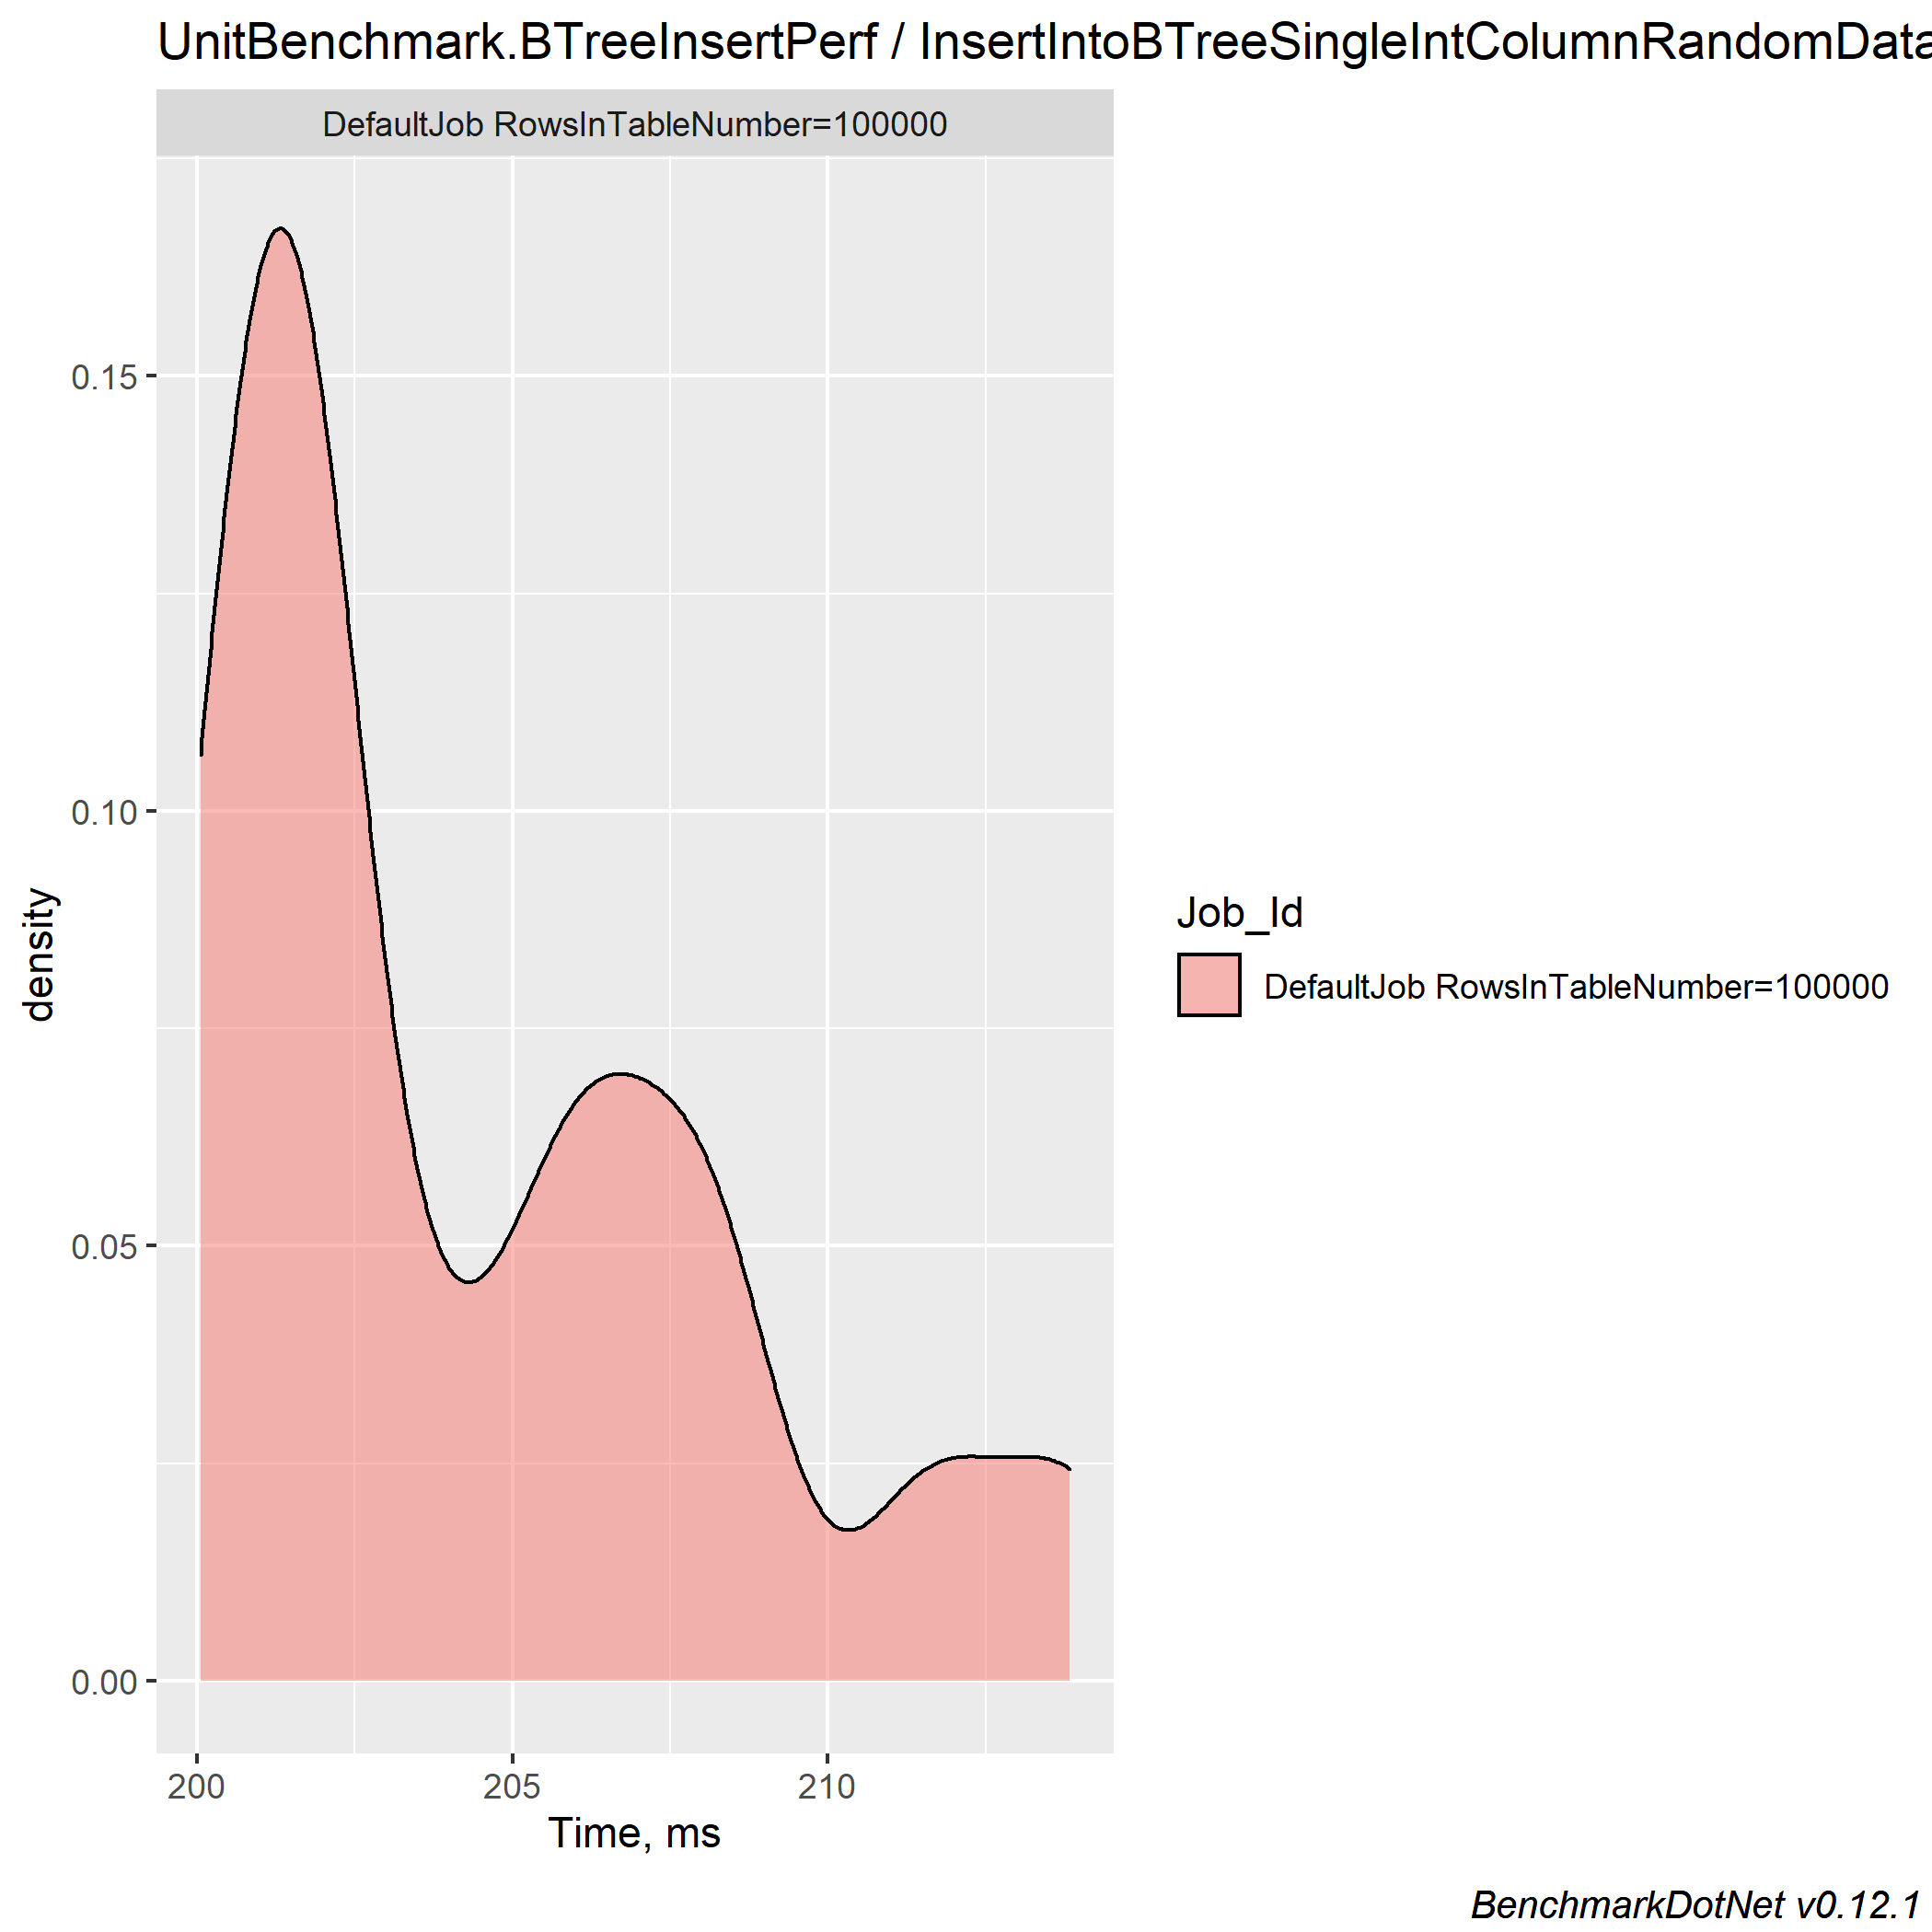 UnitBenchmark.BTreeInsertPerf / InsertIntoBTreeSingleIntColumnRandomData
DefaultJob RowsInTableNumber=100000
0.15
0.10
0.05
0.00
density
200 205 210
Time, ms
Job_Id
DefaultJob RowsInTableNumber=100000
BenchmarkDotNet v0.12.1